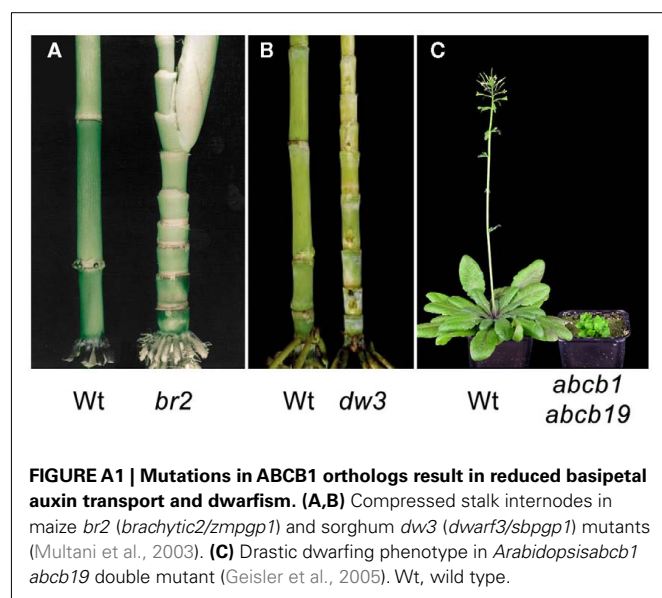 A B C
Wt br2 Wt dw3 Wt abcb1
abcb19
FIGURE A1 | Mutations in ABCB1 orthologs result in reduced basipetal
auxin transport and dwarfism. (A,B) Compressed stalk internodes in
maize br2 (brachytic2/zmpgp1) and sorghum dw3 (dwarf3/sbpgp1) mutants
(Multani et al., 2003). (C) Drastic dwarfing phenotype in Arabidopsisabcb1
abcb19 double mutant (Geisler et al., 2005). Wt, wild type.